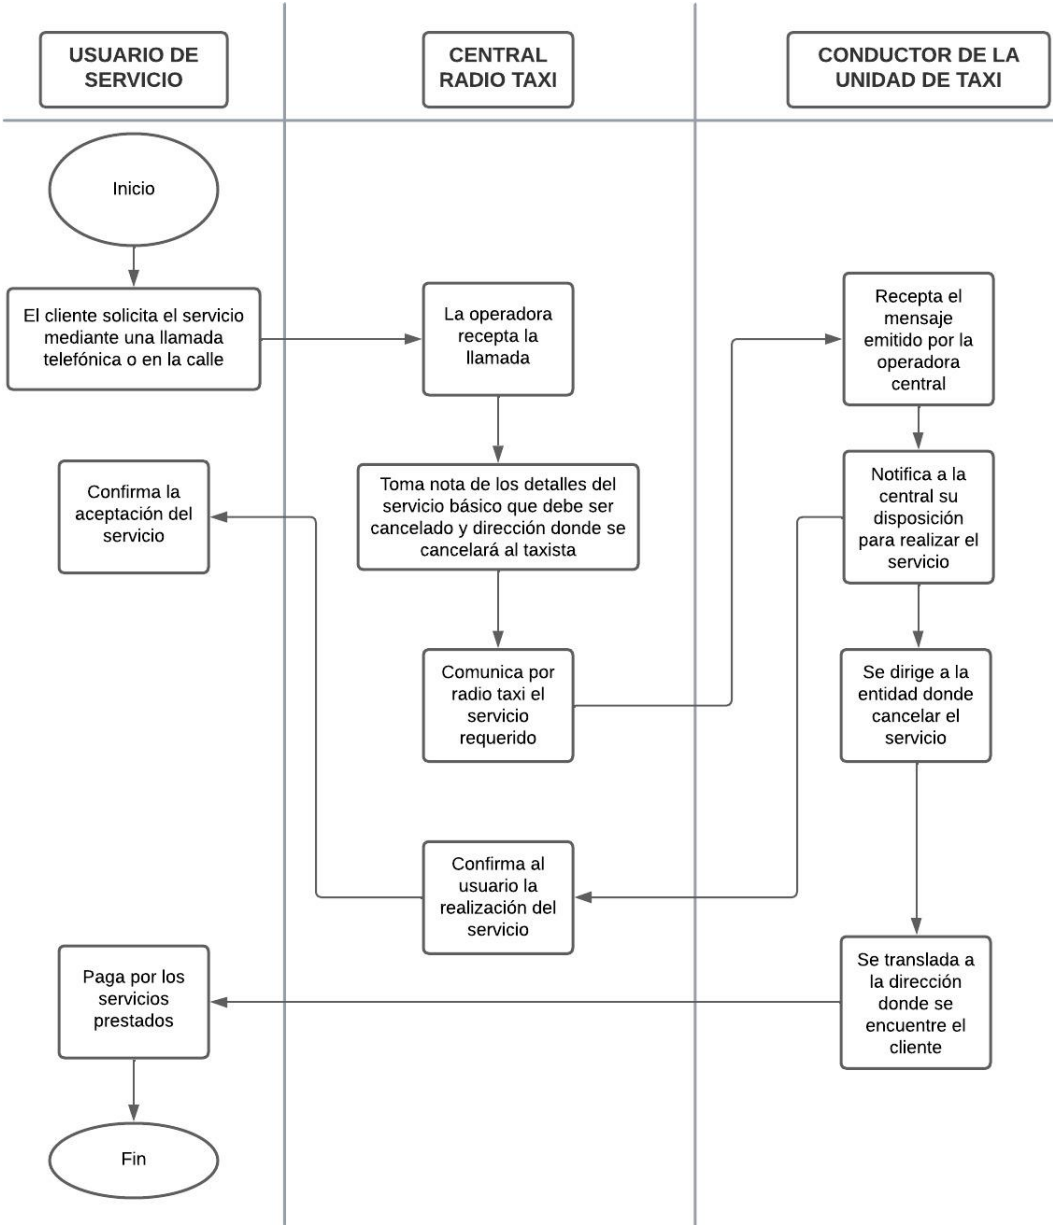 USUARIO DE
SERVICIO
CENTRAL
RADIO TAXI
CONDUCTOR DE LA
UNIDAD DE TAXI
Inicio
El cliente solicita el servicio
mediante una llamada
telefónica o en la calle
La operadora
recepta la
llamada
Recepta el
mensaje
emitido por la
operadora
central
Confirma la
aceptación del
servicio
Toma nota de los detalles del
servicio básico que debe ser
cancelado y dirección donde se
cancelará al taxista
Notifica a la
central su
disposición
para realizar el
servicio
Comunica por
radio taxi el
servicio
requerido
Se dirige a la
entidad donde
cancelar el
servicio
Confirma al
usuario la
realización del
servicio
Paga por los
servicios
prestados
Se translada a
la dirección
donde se
encuentre el
cliente
Fin